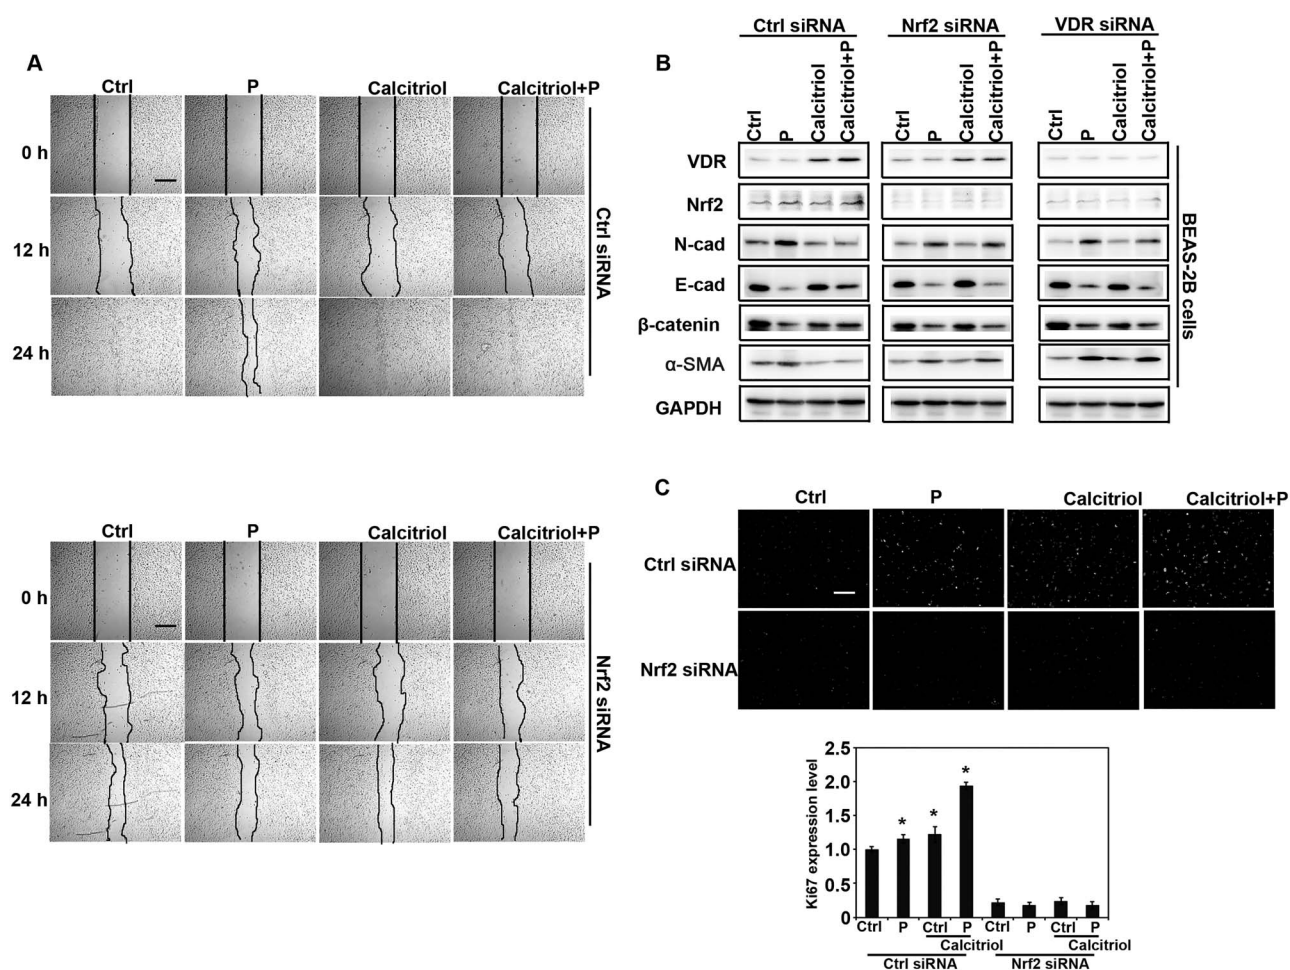 A
Ctrl P Calcitriol Calcitriol+P
0 h
12 h
24 h
Ctrl siRNA
Ctrl P Calcitriol Calcitriol+P
0 h
12 h
24 h
Nrf2 siRNA
B
Ctrl siRNA Nrf2 siRNA VDR siRNA
Ctrl P Calcitriol Calcitriol+P Ctrl P Calcitriol Calcitriol+P Ctrl P Calcitriol Calcitriol+P
VDR
Nrf2
N-cad
E-cad
β-catenin
α-SMA
GAPDH
BEAS-2B cells
C
Ctrl P Calcitriol Calcitriol+P
Ctrl siRNA
Nrf2 siRNA
Ki67 expression level
2.5
2.0
1.5
1.0
0.5
0
* * *
Ctrl P Ctrl P Ctrl P Ctrl P
Calcitriol Calcitriol
Ctrl siRNA Nrf2 siRNA